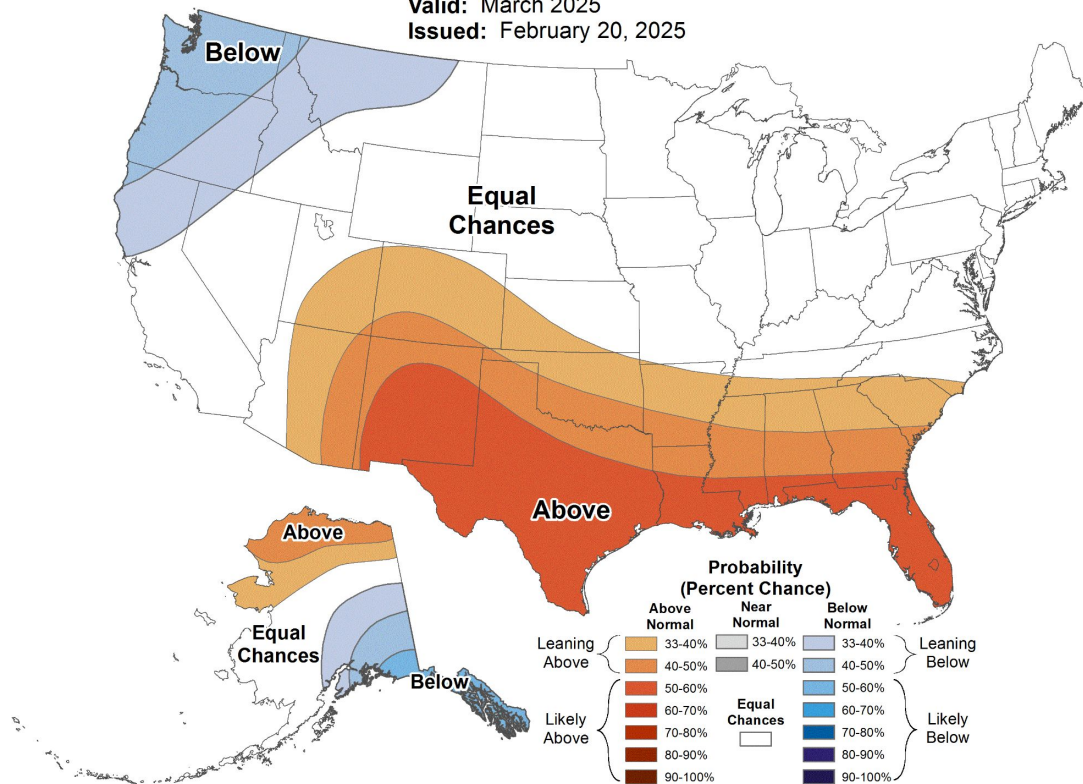 Valid: March 2025
Issued: February 20, 2025
Below
Equal
Chances
Above
Above
Equal
Chances
Below
Probability
(Percent Chance)
Above
Normal
Near
Normal
Below
Normal
Leaning
Above
33-40%
40-50%
33-40%
40-50%
33-40%
40-50%
Leaning
Below
Likely
Above
50-60%
60-70%
70-80%
80-90%
90-100%
Equal
Chances
50-60%
60-70%
70-80%
80-90%
90-100%
Likely
Below